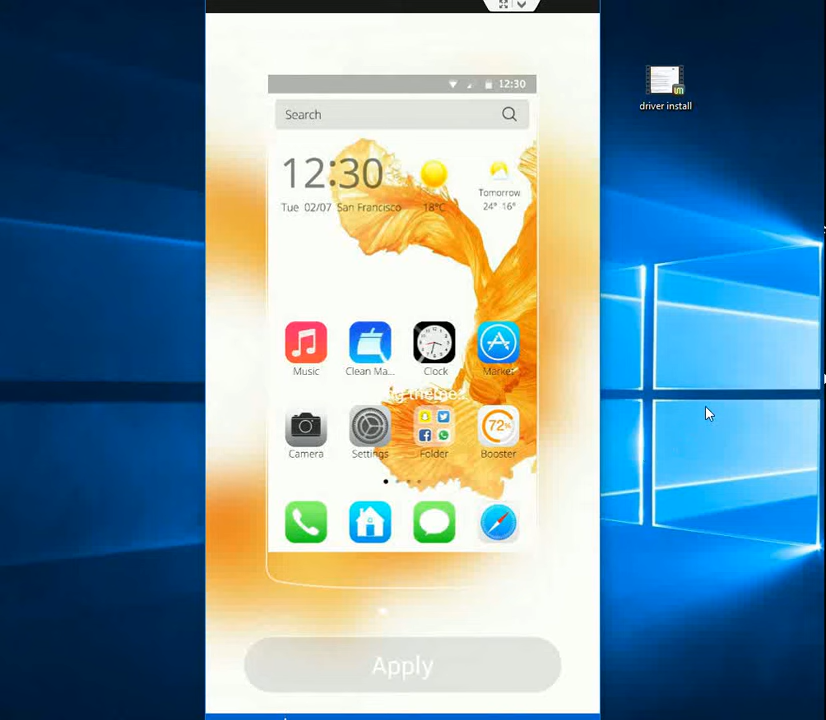 12:30
Search
driver install
12:30
Tue 02/07 San Francisco
18°C
Tomorrow
24° 16°
Music
Clean Ma...
Clock
Market
Camera
Settings
Folder
72%
Booster
Apply